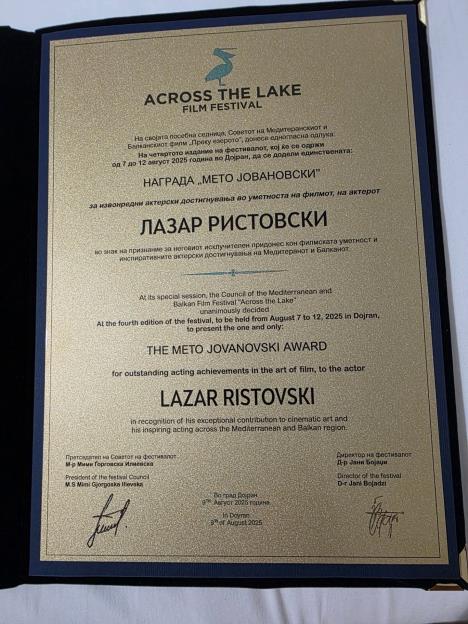 ACROSS THE LAKE
FILM FESTIVAL
На својата посебна седница, Советот на Медитеранскиот и
Балканскиот филм „Преку езерото", донесе едногласна одлука:
На четвртото издание на фестивалот, кој ќе се одржи
од 7 до 12 август 2025 година во Дојран, да се додели единствената:
НАГРАДА „МЕТО ЈОВАНОВСКИ"
за извонредни актерски достигнувања во уметноста на филмот, на актерот
ЛАЗАР РИСТОВСКИ
во знак на признание за неговиот исклучителен придонес кон филмската уметност и
инспиративните актерски достигнувања на Медитеранот и Балканот.
At its special session, the Council of the Mediterranean and
Balkan Film Festival "Across the Lake"
unanimously decided
At the fourth edition of the festival, to be held from August 7 to 12, 2025 in Dojran,
to present the one and only:
THE METO JOVANOVSKI AWARD
for outstanding acting achievements in the art of film, to the actor
LAZAR RISTOVSKI
in recognition of his exceptional contribution to cinematic art and
his inspiring acting across the Mediterranean and Balkan region.
Претседател на Советот на фестивалот
М-р Мими Ѓорговска Илиевска
President of the festival Council
M.S Mimi Gjorgoska Ilievska
Во град Дојран
9TH Август 2025 година
In Dojran,
9th of August 2025
Директор на фестивалот
Д-р Јани Бојаџи
Director of the festival
D-r Jani Bojadzi